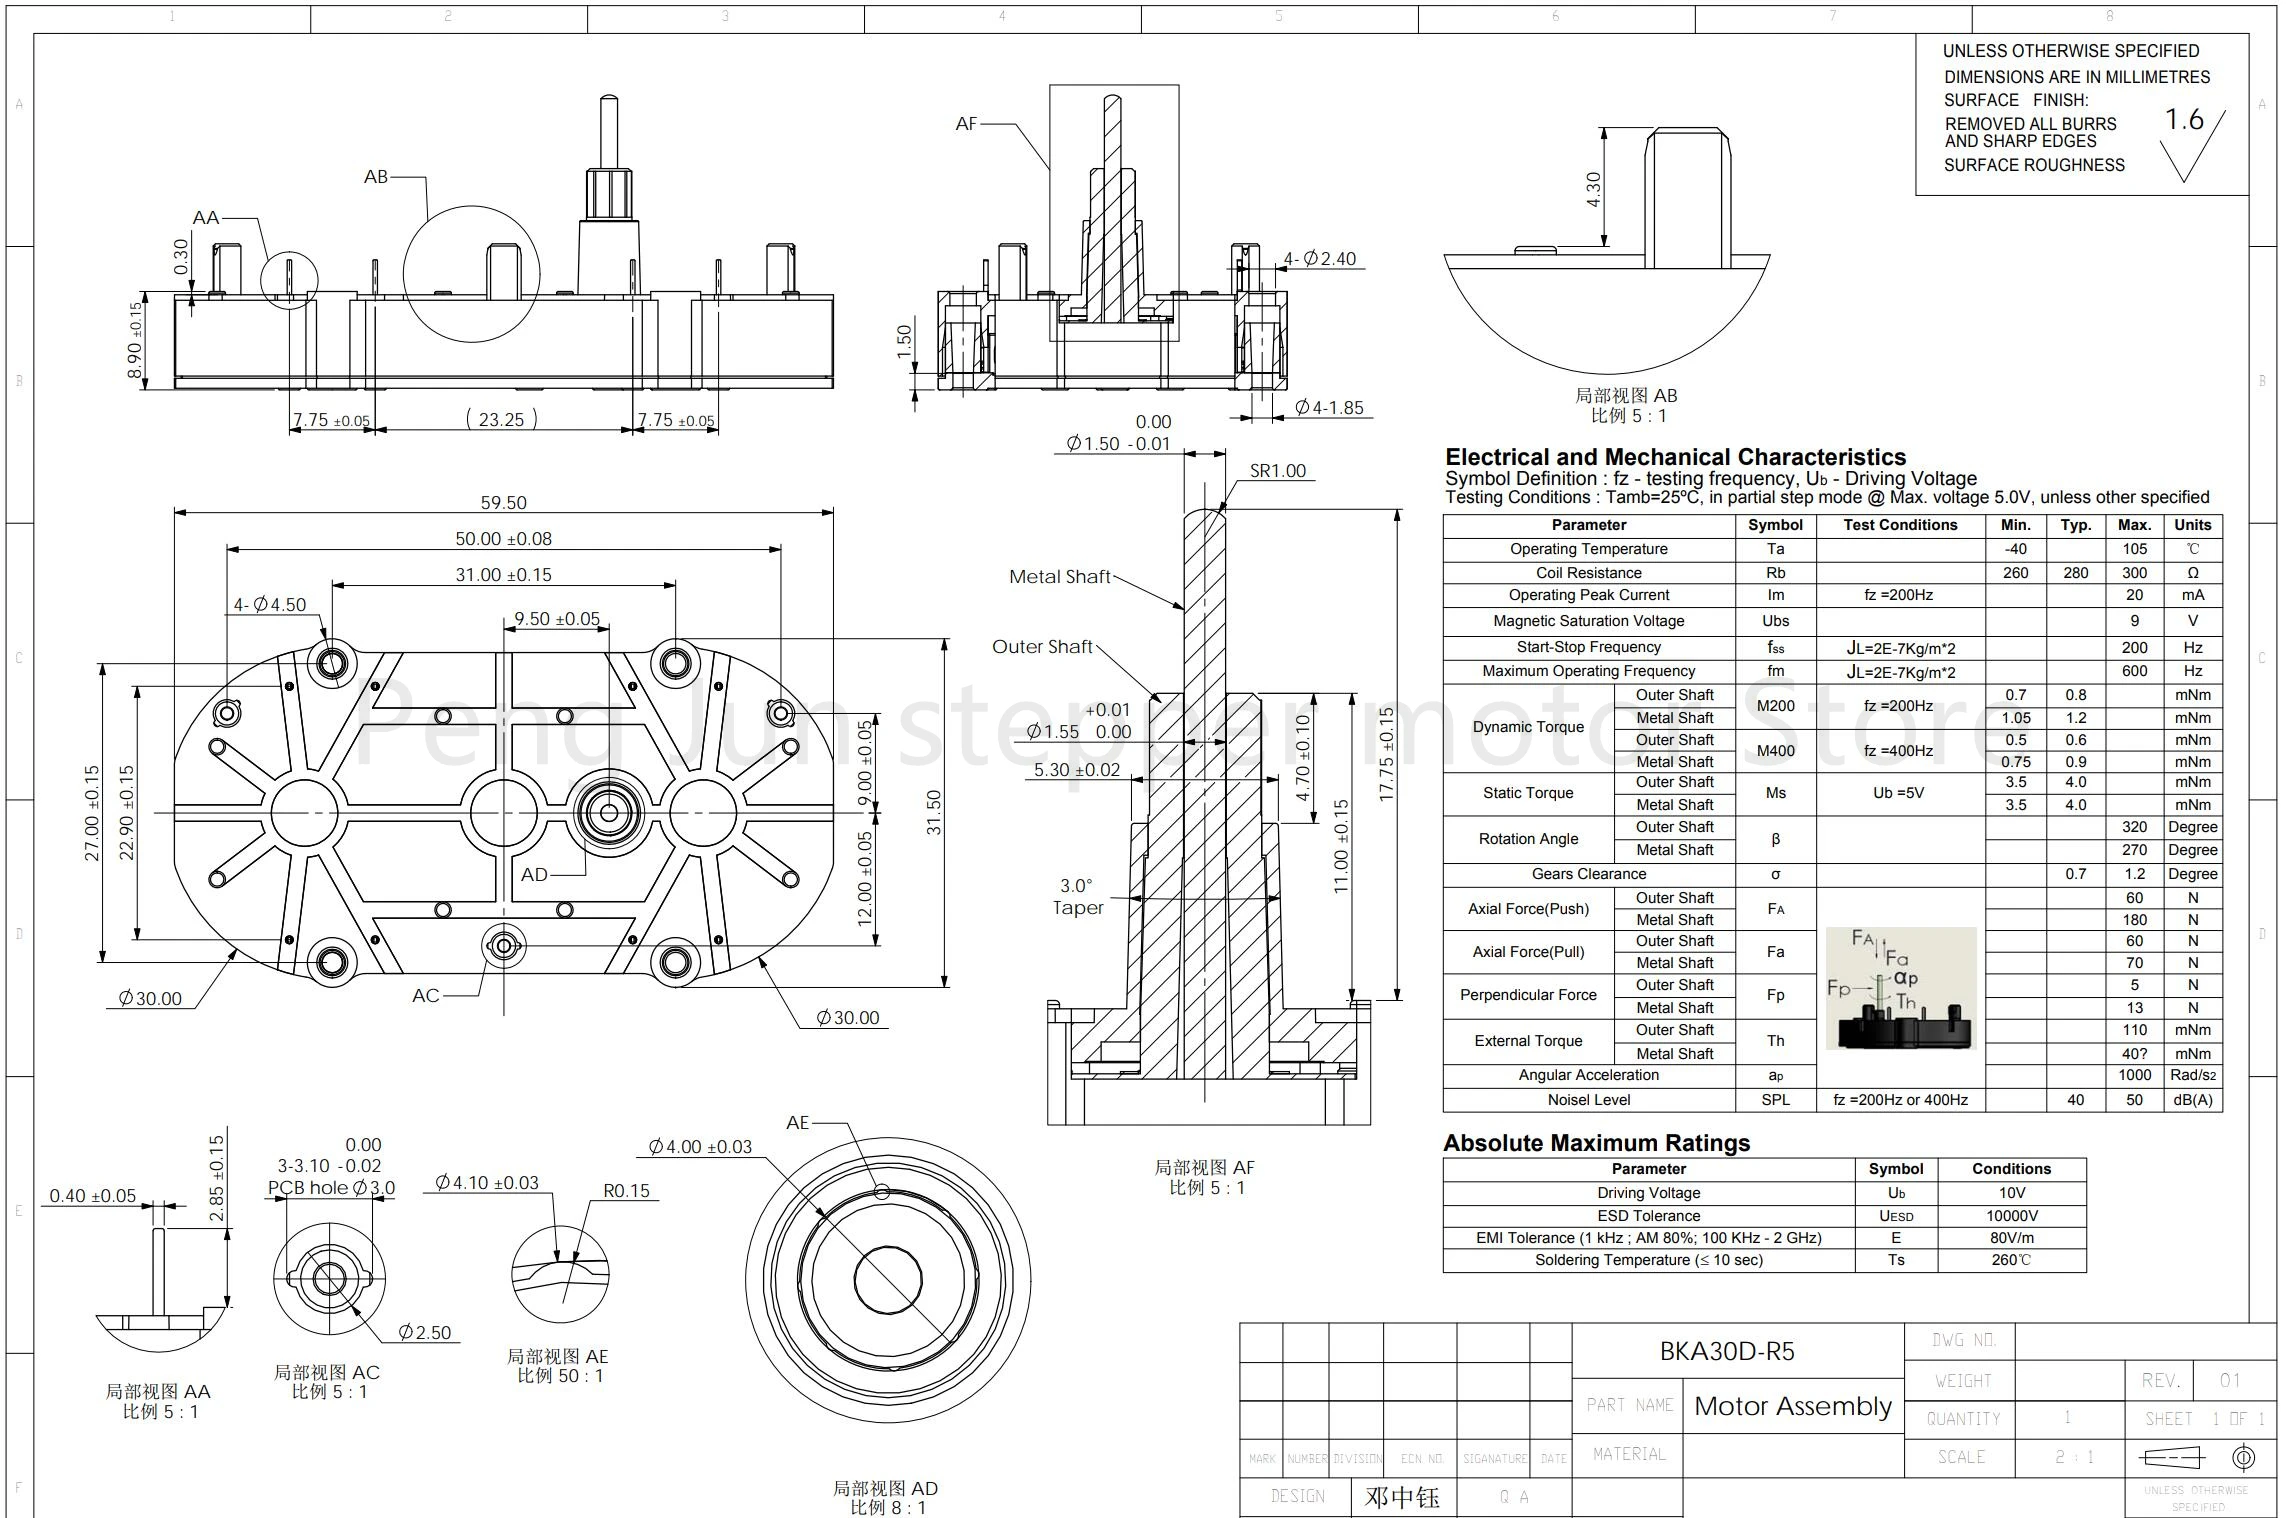 1 2 3 4 5 6 7 8
A
B
C
D
E
F
A
B
C
D
UNLESS OTHERWISE SPECIFIED
DIMENSIONS ARE IN MILLIMETRES
SURFACE FINISH:
REMOVED ALL BURRS
AND SHARP EDGES
SURFACE ROUGHNESS
1.6
AA
AB
0.30
8.90 ±0.15
7.75 ±0.05
( 23.25 )
7.75 ±0.05
AF
4-∅2.40
1.50
∅4-1.85
4.30
局部视图 AB
比例 5 : 1
59.50
50.00 ±0.08
31.00 ±0.15
4-∅4.50
9.50 ±0.05
27.00 ±0.15
22.90 ±0.15
9.00 ±0.05
12.00 ±0.05
31.50
AD
AC
∅30.00
∅30.00
0.00
∅1.50 -0.01
SR1.00
Metal Shaft
Outer Shaft
+0.01
∅1.55 0.00
5.30 ±0.02
4.70 ±0.10
11.00 ±0.15
17.75 ±0.15
3.0°
Taper
局部视图 AF
比例 5 : 1
Peng Jun stepper motor Store
0.40 ±0.05
2.85 ±0.15
局部视图 AA
比例 5 : 1
0.00
3-3.10 -0.02
PCB hole ∅3.0
∅2.50
局部视图 AC
比例 5 : 1
∅4.10 ±0.03
R0.15
局部视图 AE
比例 50 : 1
∅4.00 ±0.03
AE
局部视图 AD
比例 8 : 1
Electrical and Mechanical Characteristics
Symbol Definition : fz - testing frequency, Ub - Driving Voltage
Testing Conditions : Tamb=25ºC, in partial step mode @ Max. voltage 5.0V, unless other specified
Parameter Symbol Test Conditions Min. Typ. Max. Units
Operating Temperature Ta -40 105 ℃
Coil Resistance Rb 260 280 300 Ω
Operating Peak Current Im fz =200Hz 20 mA
Magnetic Saturation Voltage Ubs 9 V
Start-Stop Frequency fss JL=2E-7Kg/m*2 200 Hz
Maximum Operating Frequency fm JL=2E-7Kg/m*2 600 Hz
Dynamic Torque Outer Shaft M200 fz =200Hz 0.7 0.8 mNm
Metal Shaft 1.05 1.2 mNm
Outer Shaft M400 fz =400Hz 0.5 0.6 mNm
Metal Shaft 0.75 0.9 mNm
Static Torque Outer Shaft Ms Ub =5V 3.5 4.0 mNm
Metal Shaft 3.5 4.0 mNm
Rotation Angle Outer Shaft β 320 Degree
Metal Shaft 270 Degree
Gears Clearance σ 0.7 1.2 Degree
Axial Force(Push) Outer Shaft FA 60 N
Metal Shaft 180 N
Axial Force(Pull) Outer Shaft Fa 60 N
Metal Shaft 70 N
Perpendicular Force Outer Shaft Fp 5 N
Metal Shaft 13 N
External Torque Outer Shaft Th 110 mNm
Metal Shaft 40? mNm
Angular Acceleration ap 1000 Rad/s2
Noisel Level SPL fz =200Hz or 400Hz 40 50 dB(A)
FA
Fa
αp
Fp
Th
Absolute Maximum Ratings
Parameter Symbol Conditions
Driving Voltage Ub 10V
ESD Tolerance UESD 10000V
EMI Tolerance (1 kHz ; AM 80%; 100 KHz - 2 GHz) E 80V/m
Soldering Temperature (≤ 10 sec) Ts 260℃
BKA30D-R5
PART NAME Motor Assembly
MATERIAL
DWG NO.
WEIGHT REV. 01
QUANTITY 1 SHEET 1 OF 1
SCALE 2 : 1
MARK NUMBER DIVISION ECN. NO. SIGANATURE DATE
DESIGN 邓中钰 Q A
UNLESS OTHERWISE
SPECIFIED